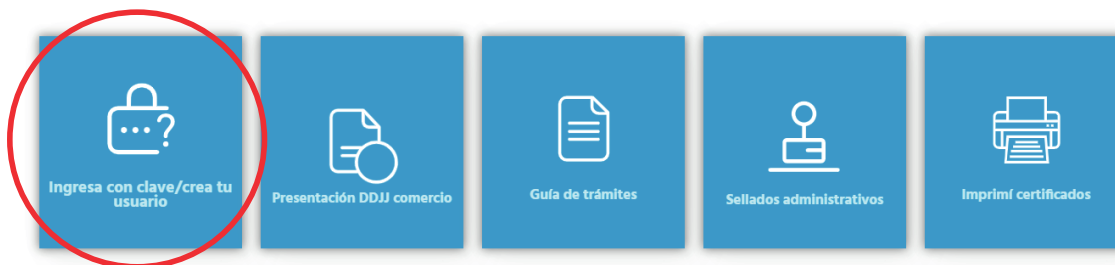 Ingresa con clave/crea tu
usuario
Presentación DDJJ comercio
Guía de trámites
Sellados administrativos
Imprimí certificados